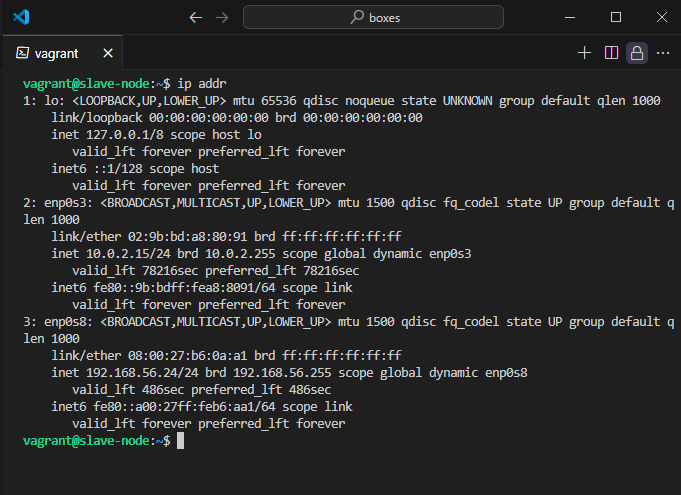 boxes
vagrant
vagrant@slave-node:~$ ip addr
1: lo: <LOOPBACK,UP,LOWER_UP> mtu 65536 qdisc noqueue state UNKNOWN group default qlen 1000
link/loopback 00:00:00:00:00:00 brd 00:00:00:00:00:00
inet 127.0.0.1/8 scope host lo
valid_lft forever preferred_lft forever
inet6 ::1/128 scope host
valid_lft forever preferred_lft forever
2: enp0s3: <BROADCAST,MULTICAST,UP,LOWER_UP> mtu 1500 qdisc fq_codel state UP group default q
len 1000
link/ether 02:9b:bd:a8:80:91 brd ff:ff:ff:ff:ff:ff
inet 10.0.2.15/24 brd 10.0.2.255 scope global dynamic enp0s3
valid_lft 78216sec preferred_lft 78216sec
inet6 fe80::9b:bdff:fea8:8091/64 scope link
valid_lft forever preferred_lft forever
3: enp0s8: <BROADCAST,MULTICAST,UP,LOWER_UP> mtu 1500 qdisc fq_codel state UP group default q
len 1000
link/ether 08:00:27:b6:0a:a1 brd ff:ff:ff:ff:ff:ff
inet 192.168.56.24/24 brd 192.168.56.255 scope global dynamic enp0s8
valid_lft 486sec preferred_lft 486sec
inet6 fe80::a00:27ff:feb6:aa1/64 scope link
valid_lft forever preferred_lft forever
vagrant@slave-node:~$